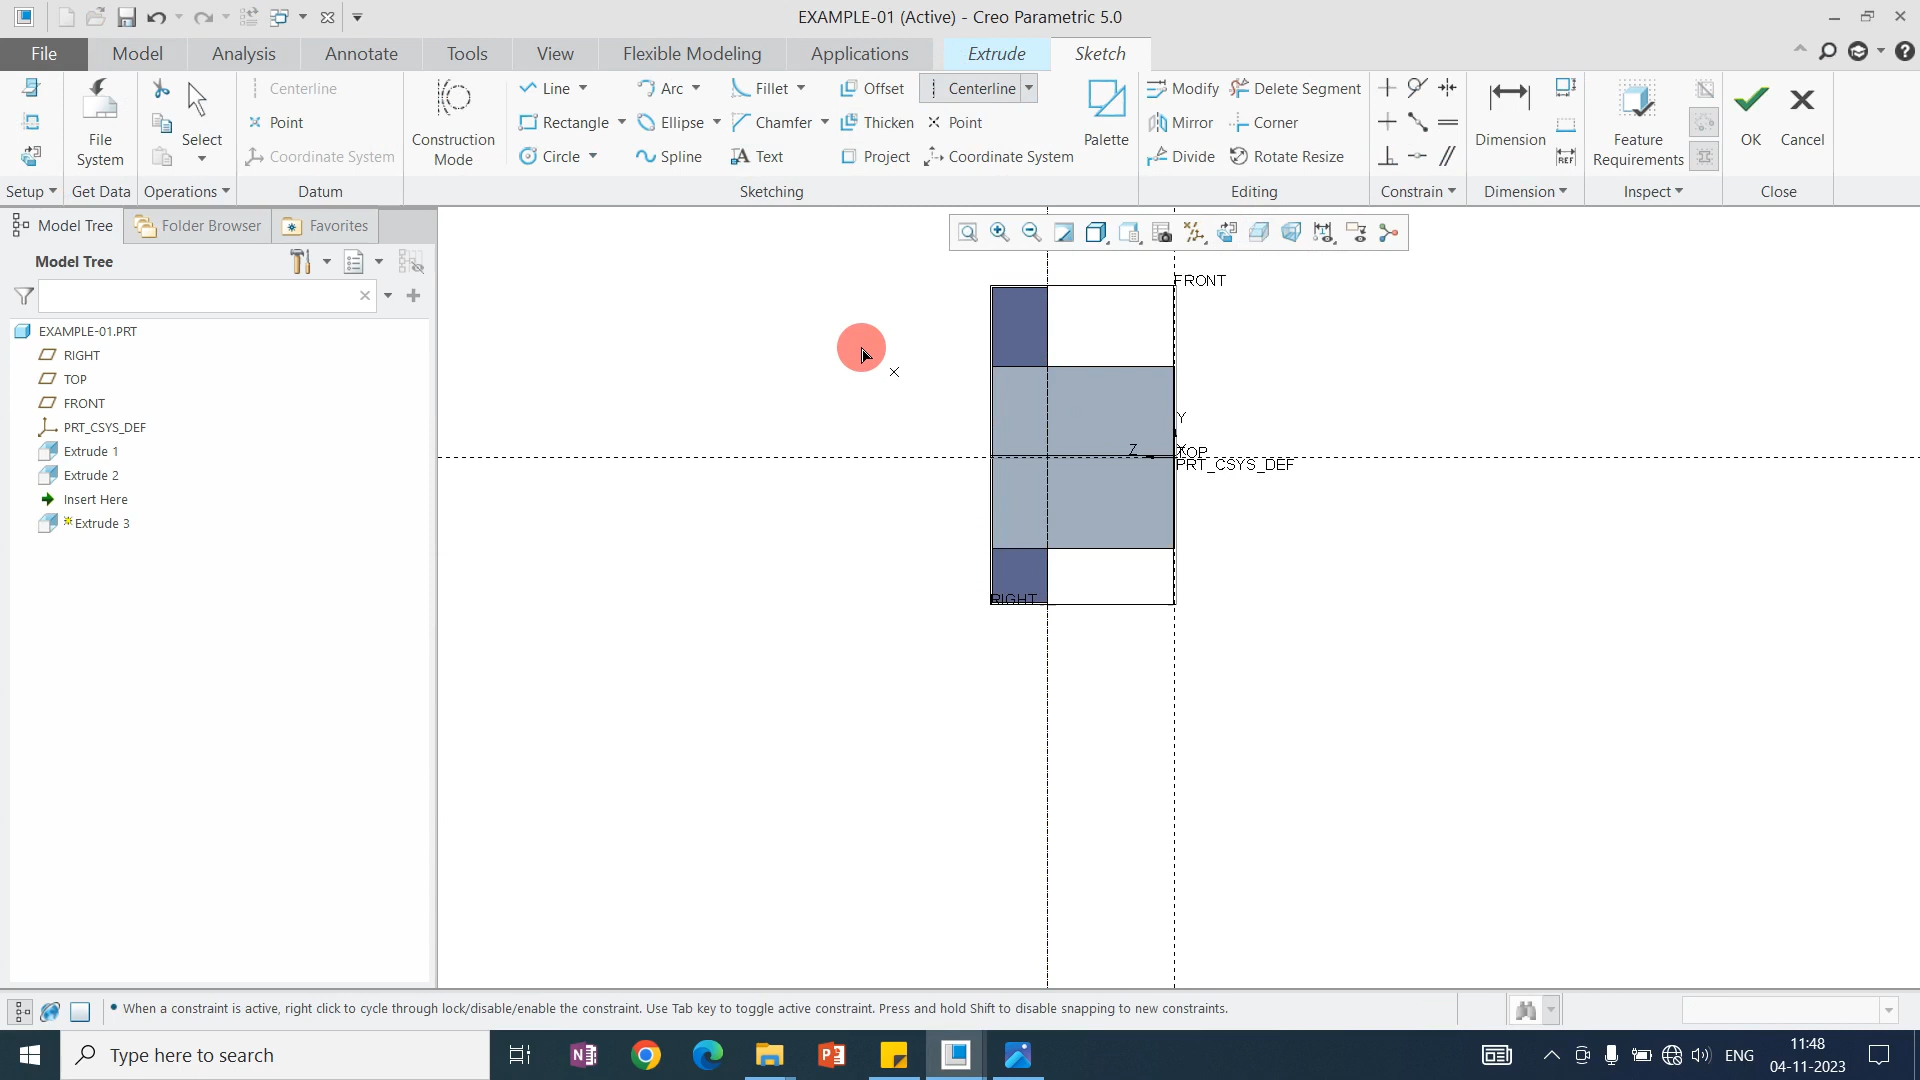 EXAMPLE-01 (Active) - Creo Parametric 5.0
File
Model
Analysis
Annotate
Tools
View
Flexible Modeling
Applications
Extrude
Sketch
File System
Select
Centerline
Point
Coordinate System
Construction Mode
Line
Rectangle
Circle
Arc
Ellipse
Spline
Fillet
Chamfer
Text
Offset
Thicken
Project
Centerline
Point
Coordinate System
Palette
Modify
Mirror
Divide
Delete Segment
Corner
Rotate Resize
Dimension
REF
Feature Requirements
OK
Cancel
Setup
Get Data
Operations
Datum
Sketching
Editing
Constrain
Dimension
Inspect
Close
Model Tree
Folder Browser
Favorites
Model Tree
EXAMPLE-01.PRT
RIGHT
TOP
FRONT
PRT_CSYS_DEF
Extrude 1
Extrude 2
Insert Here
Extrude 3
FRONT
Y
Z
X
TOP
PRT_CSYS_DEF
RIGHT
• When a constraint is active, right click to cycle through lock/disable/enable the constraint. Use Tab key to toggle active constraint. Press and hold Shift to disable snapping to new constraints.
Type here to search
ENG
11:48
04-11-2023